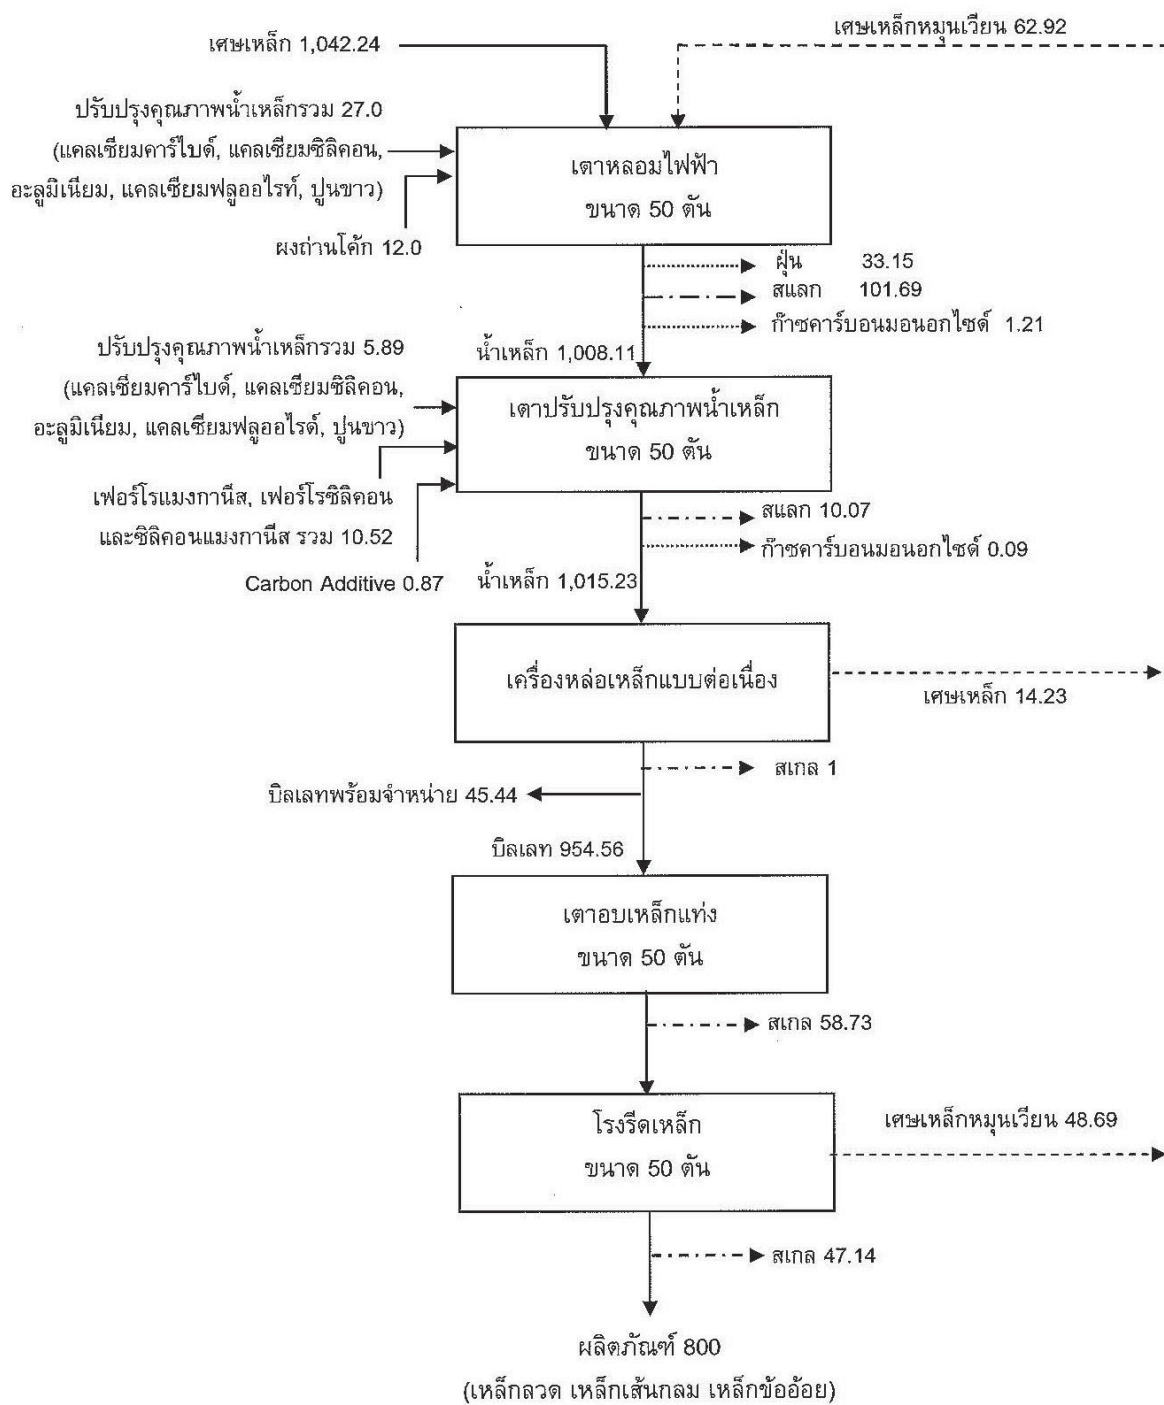 เศษเหล็ก 1,042.24
เศษเหล็กหมุนเวียน 62.92
ปรับปรุงคุณภาพน้ำเหล็กรวม 27.0
(แคลเซียมคาร์ไบด์, แคลเซียมซิลิคอน,
อะลูมิเนียม, แคลเซียมฟลูออไรท์, ปูนขาว)
ผงถ่านโค้ก 12.0
เตาหลอมไฟฟ้า
ขนาด 50 ตัน
ฝุ่น 33.15
สแลก 101.69
ก๊าซคาร์บอนมอนอกไซด์ 1.21
น้ำเหล็ก 1,008.11
ปรับปรุงคุณภาพน้ำเหล็กรวม 5.89
(แคลเซียมคาร์ไบด์, แคลเซียมซิลิคอน,
อะลูมิเนียม, แคลเซียมฟลูออไรด์, ปูนขาว)
เฟอร์โรแมงกานีส, เฟอร์โรซิลิคอน
และซิลิคอนแมงกานีส รวม 10.52
Carbon Additive 0.87
เตาปรับปรุงคุณภาพน้ำเหล็ก
ขนาด 50 ตัน
สแลก 10.07
ก๊าซคาร์บอนมอนอกไซด์ 0.09
น้ำเหล็ก 1,015.23
เครื่องหล่อเหล็กแบบต่อเนื่อง
เศษเหล็ก 14.23
สเกล 1
บิลเลทพร้อมจำหน่าย 45.44
บิลเลท 954.56
เตาอบเหล็กแท่ง
ขนาด 50 ตัน
สเกล 58.73
โรงรีดเหล็ก
ขนาด 50 ตัน
เศษเหล็กหมุนเวียน 48.69
สเกล 47.14
ผลิตภัณฑ์ 800
(เหล็กลวด เหล็กเส้นกลม เหล็กข้ออ้อย)